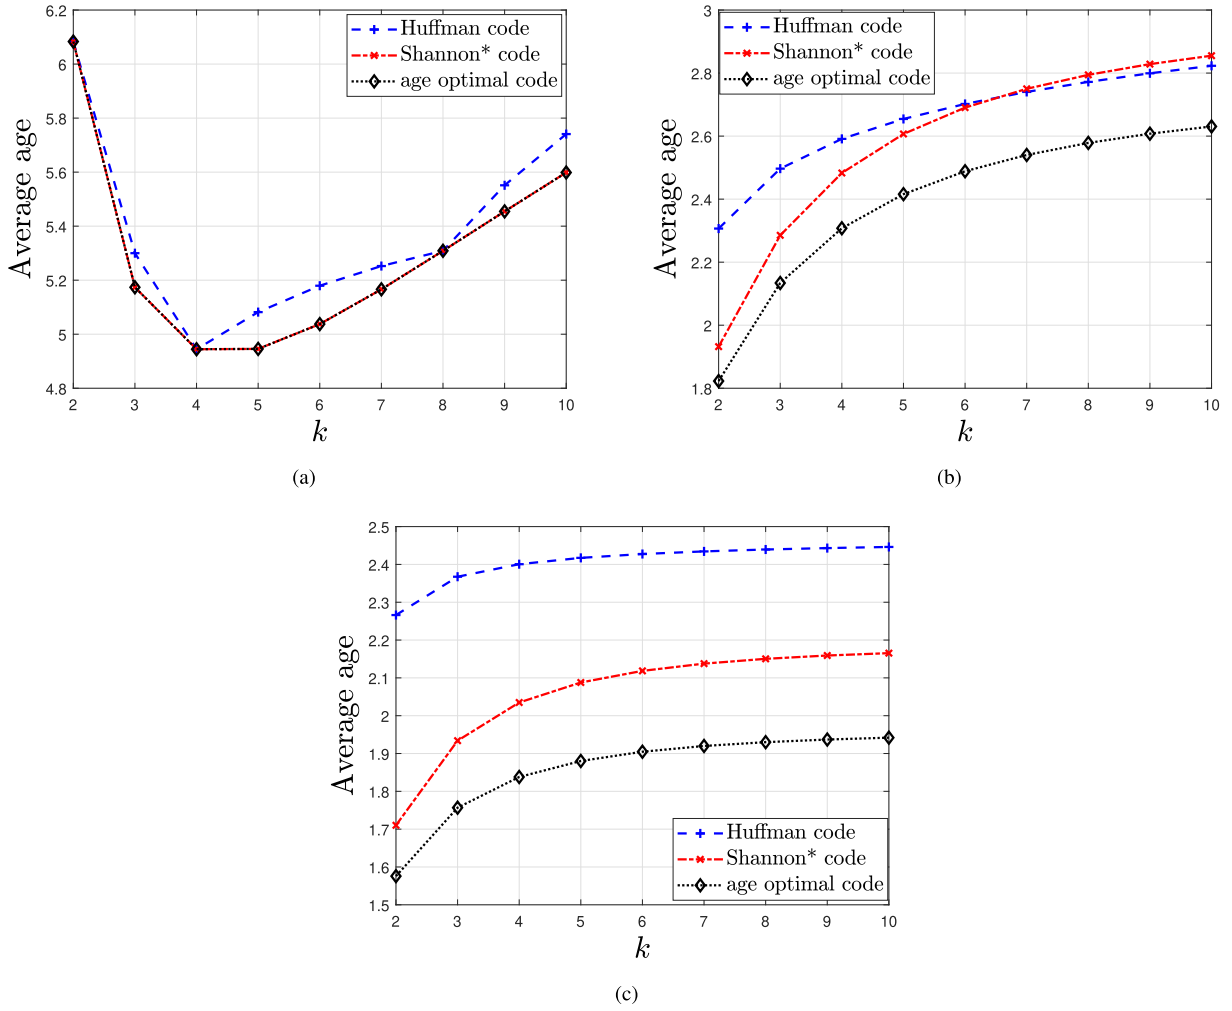 6.2
6
5.8
5.6
5.4
5.2
5
4.8
2 3 4 5 6 7 8 9 10
Average age
k
Huffman code
Shannon* code
age optimal code
(a)
3
2.8
2.6
2.4
2.2
2
1.8
2 3 4 5 6 7 8 9 10
Average age
k
Huffman code
Shannon* code
age optimal code
(b)
2.5
2.4
2.3
2.2
2.1
2
1.9
1.8
1.7
1.6
1.5
2 3 4 5 6 7 8 9 10
Average age
k
Huffman code
Shannon* code
age optimal code
(c)